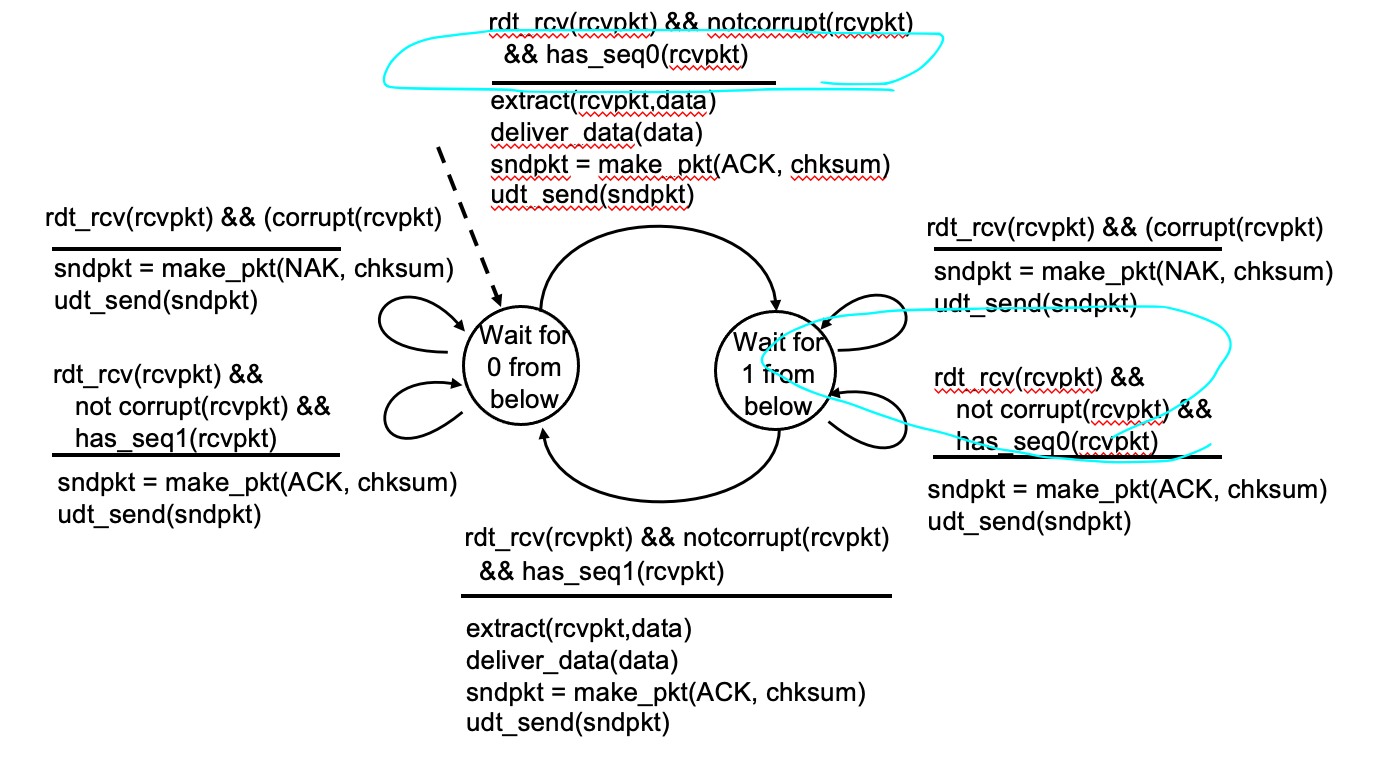 rdt_rcv(rcvpkt) && notcorrupt(rcvpkt)
&& has_seq0(rcvpkt)
extract(rcvpkt,data)
deliver_data(data)
sndpkt = make_pkt(ACK, chksum)
udt_send(sndpkt)
rdt_rcv(rcvpkt) && (corrupt(rcvpkt)
sndpkt = make_pkt(NAK, chksum)
udt_send(sndpkt)
rdt_rcv(rcvpkt) &&
not corrupt(rcvpkt) &&
has_seq1(rcvpkt)
sndpkt = make_pkt(ACK, chksum)
udt_send(sndpkt)
Wait for
0 from
below
Wait for
1 from
below
rdt_rcv(rcvpkt) && (corrupt(rcvpkt)
sndpkt = make_pkt(NAK, chksum)
udt_send(sndpkt)
rdt_rcv(rcvpkt) &&
not corrupt(rcvpkt) &&
has_seq0(rcvpkt)
sndpkt = make_pkt(ACK, chksum)
udt_send(sndpkt)
rdt_rcv(rcvpkt) && notcorrupt(rcvpkt)
&& has_seq1(rcvpkt)
extract(rcvpkt,data)
deliver_data(data)
sndpkt = make_pkt(ACK, chksum)
udt_send(sndpkt)